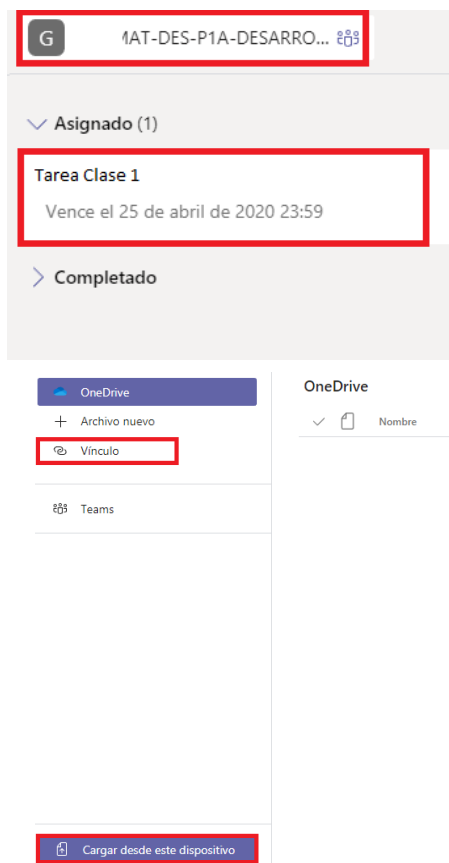 G
MAT-DES-P1A-DESARRO...
Asignado (1)
Tarea Clase 1
Vence el 25 de abril de 2020 23:59
Completado
OneDrive
Archivo nuevo
Vínculo
Teams
OneDrive
Nombre
Cargar desde este dispositivo